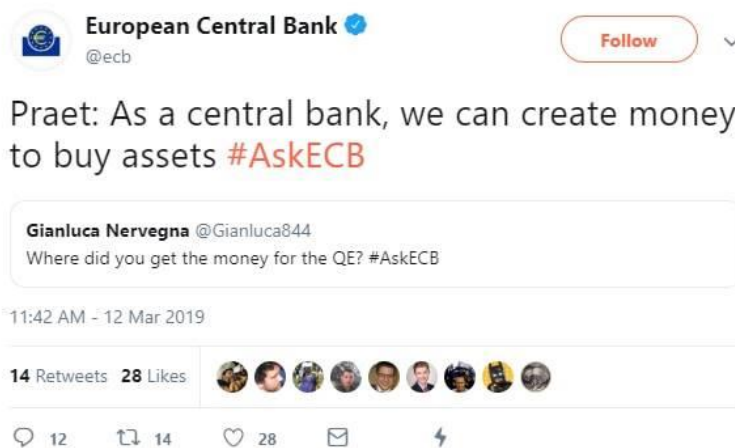 European Central Bank
@ecb
Follow
Praet: As a central bank, we can create money
to buy assets #AskECB
Gianluca Nervegna @Gianluca844
Where did you get the money for the QE? #AskECB
11:42 AM - 12 Mar 2019
14 Retweets 28 Likes
12 14 28